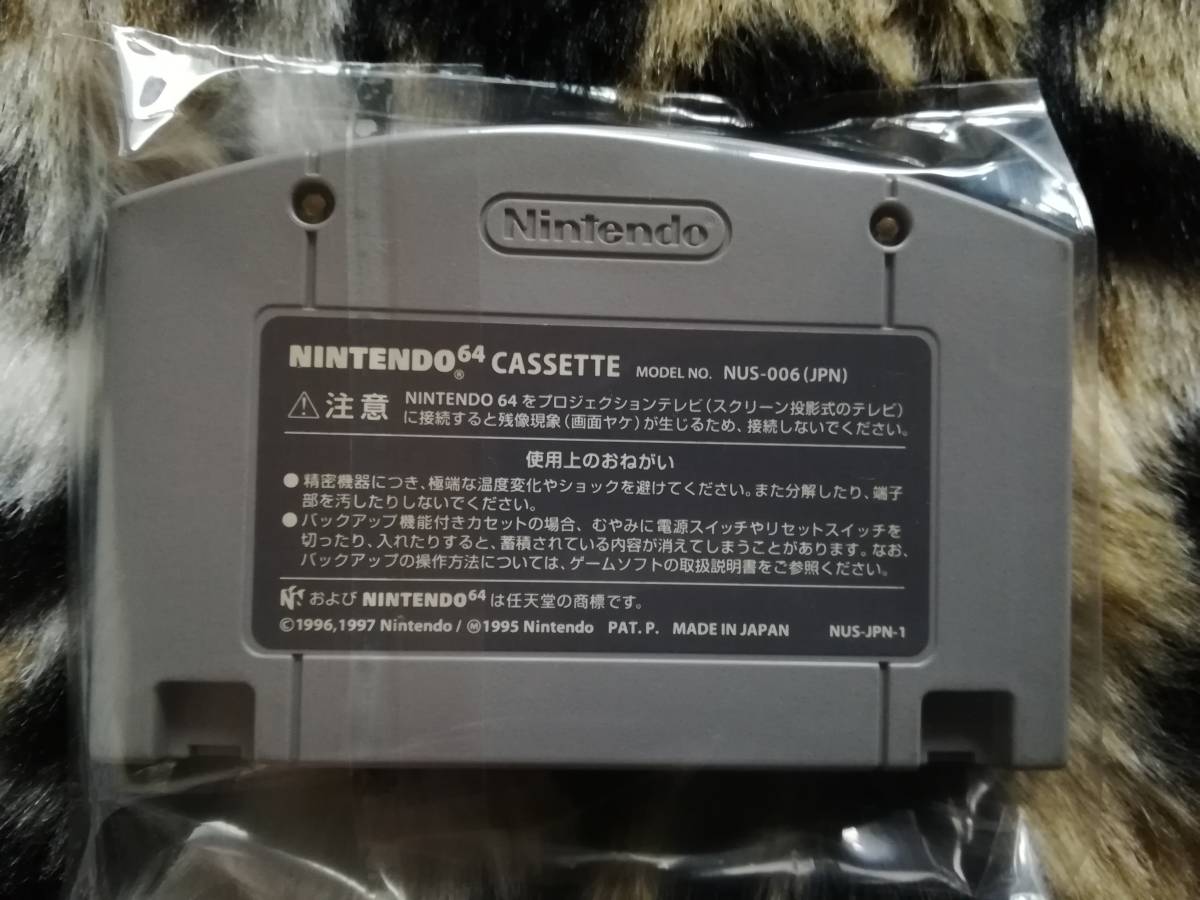 Nintendo
NINTENDO64® CASSETTE MODEL NO. NUS-006(JPN)
⚠注意 NINTENDO 64をプロジェクションテレビ(スクリーン投影式のテレビ)
に接続すると残像現象(画面ヤケ)が生じるため、接続しないでください。
使用上のおねがい
●精密機器につき、極端な温度変化やショックを避けてください。また分解したり、端子
部を汚したりしないでください。
●バックアップ機能付きカセットの場合、むやみに電源スイッチやリセットスイッチを
切ったり、入れたりすると、蓄積されている内容が消えてしまうことがあります。なお、
バックアップの操作方法については、ゲームソフトの取扱説明書をご参照ください。
および NINTENDO64 は任天堂の商標です。
©1996,1997 Nintendo/Ⓜ1995 Nintendo PAT. P. MADE IN JAPAN NUS-JPN-1